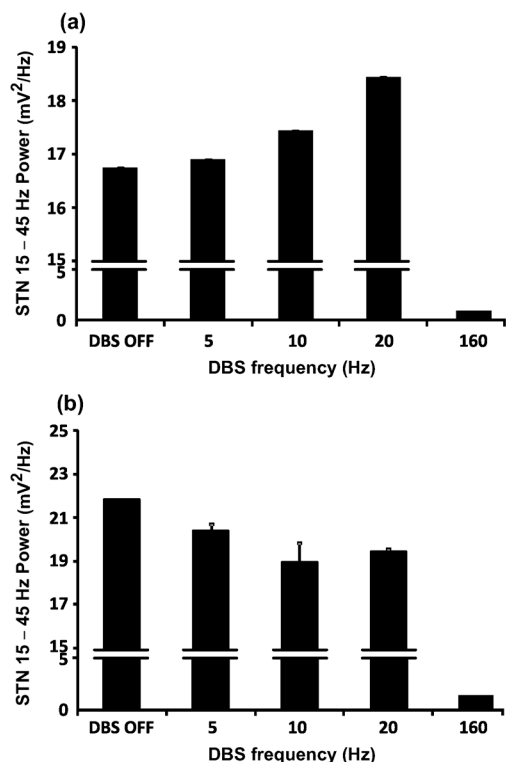 (a)
STN 15 – 45 Hz Power (mV²/Hz)
19
18
17
16
15
5
0
DBS OFF 5 10 20 160
DBS frequency (Hz)
(b)
STN 15 – 45 Hz Power (mV²/Hz)
25
23
21
19
17
15
5
0
DBS OFF 5 10 20 160
DBS frequency (Hz)